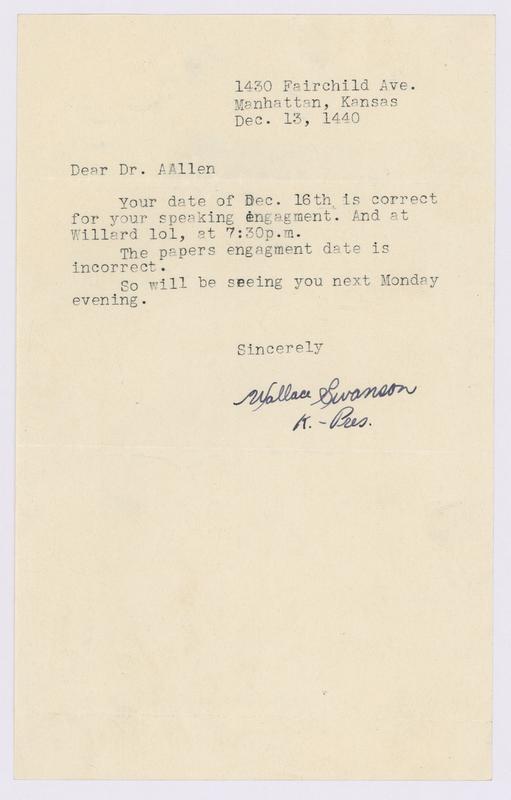 1430 Fairchild Ave.
Manhattan, Kansas
Dec. 13, 1440
Dear Dr. AAllen
Your date of Dec. 16th is correct
for your speaking engagment. And at
Willard lol, at 7:30p.m.
The papers engagment date is
incorrect.
So will be seeing you next Monday
evening.
Sincerely
Wallace Swanson
K.-Pres.